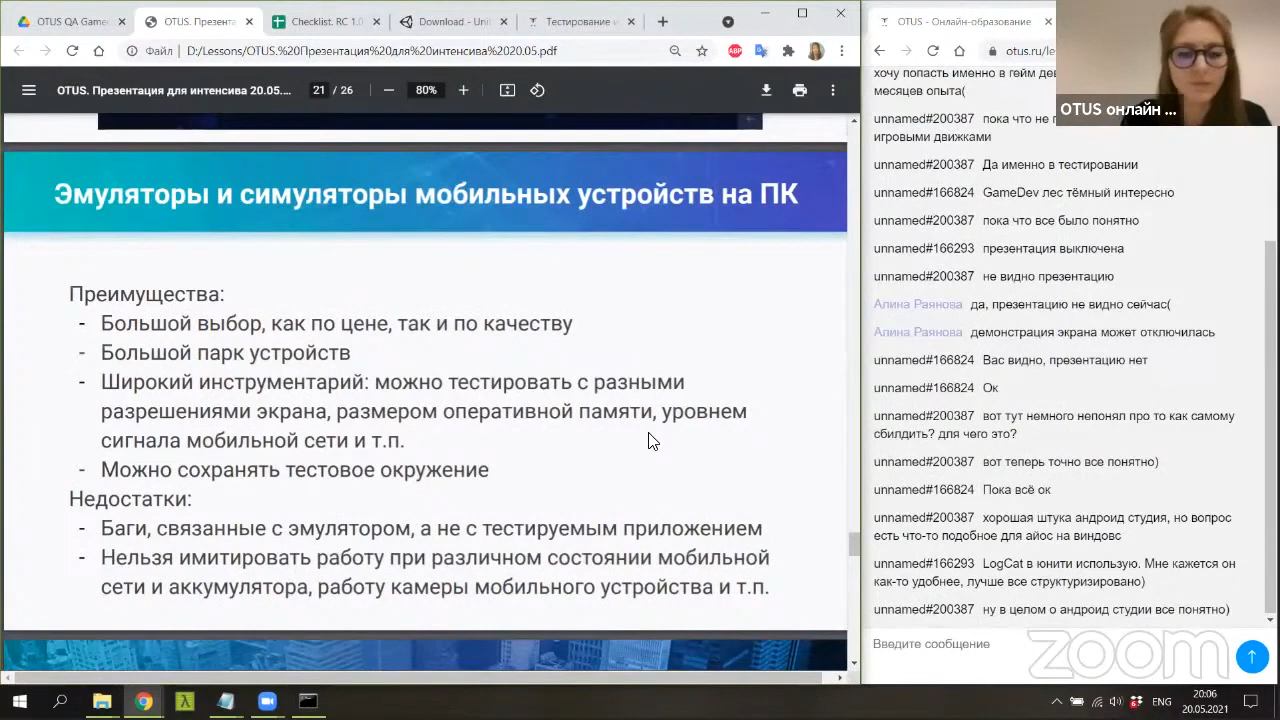 OTUS QA Game
OTUS. Презента
Checklist. RC 1.0
Download - Uni
Тестирование
Файл
D:/Lessons/OTUS.%20Презентация%20для%20интенсива%2020.05.pdf
ABP
OTUS. Презентация для интенсива 20.05....
21 / 26
80%
Эмуляторы и симуляторы мобильных устройств на ПК
Преимущества:
- Большой выбор, как по цене, так и по качеству
- Большой парк устройств
- Широкий инструментарий: можно тестировать с разными
разрешениями экрана, размером оперативной памяти, уровнем
сигнала мобильной сети и т.п.
- Можно сохранять тестовое окружение
Недостатки:
- Баги, связанные с эмулятором, а не с тестируемым приложением
- Нельзя имитировать работу при различном состоянии мобильной
сети и аккумулятора, работу камеры мобильного устройства и т.п.
OTUS - Онлайн-образование
otus.ru/le
OTUS онлайн ...
хочу попасть именно в гейм де
месяцев опыта(
unnamed#200387 пока что не
игровыми движками
unnamed#200387 Да именно в тестировании
unnamed#166824 GameDev лес тёмный интересно
unnamed#200387 пока что все было понятно
unnamed#166293 презентация выключена
unnamed#200387 не видно презентацию
Алина Раянова да, презентацию не видно сейчас(
Алина Раянова демонстрация экрана может отключилась
unnamed#166824 Вас видно, презентацию нет
unnamed#166824 Ок
unnamed#200387 вот тут немного непонял про то как самому
сбилдить? для чего это?
unnamed#200387 вот теперь точно все понятно)
unnamed#166824 Пока всё ок
unnamed#200387 хорошая штука андроид студия, но вопрос
есть что-то подобное для айос на виндовс
unnamed#166293 LogCat в юнити использую. Мне кажется он
как-то удобнее, лучше все структуризировано)
unnamed#200387 ну в целом о андроид студии все понятно)
Введите сообщение
zoom
ENG
20:06
20.05.2021